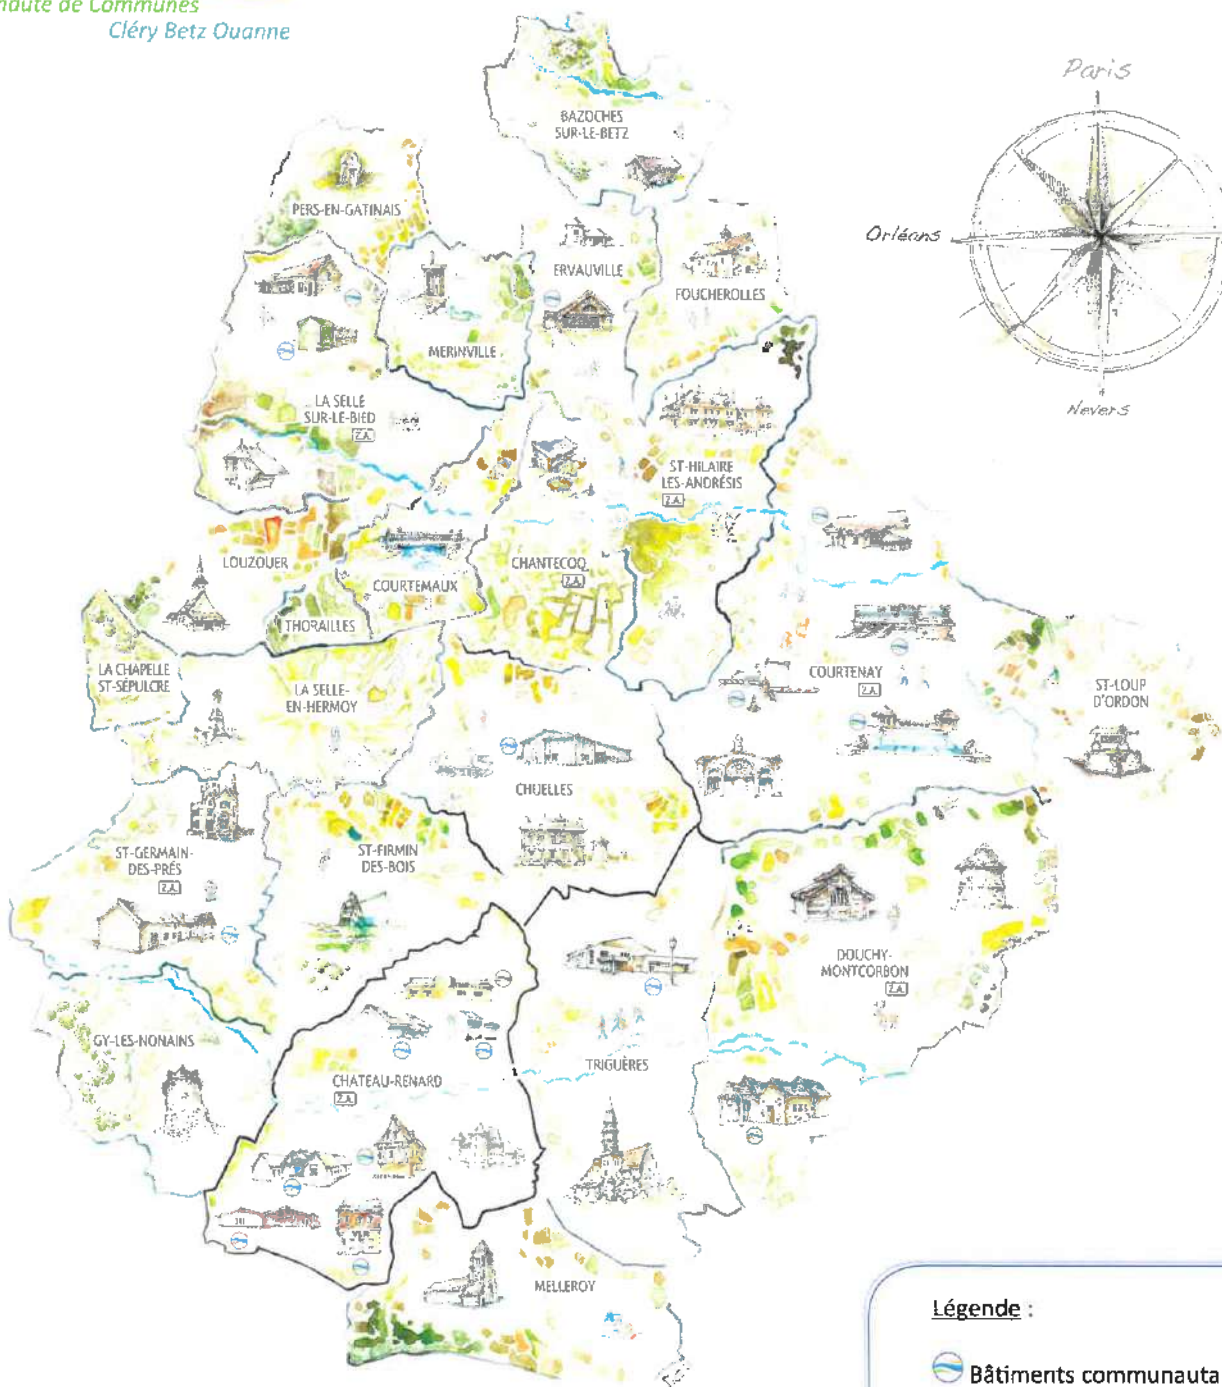 Communes
Cléry Betz Ouanne
Paris
BAZOCHES
SUR-LE-BETZ
PERS-EN-GATINAIS
Orléans
ERVAUVILLE
FOUCHEROLLES
MERINVILLE
Nevers
LA SELLE
SUR-LE-BIED
Z.A.
ST-HILAIRE
LES-ANDRÉSIS
Z.A.
LOUZOUER
COURTEMAUX
CHANTECOQ
Z.A.
THORAILLES
LA CHAPELLE
ST-SÉPULCRE
LA SELLE-
EN-HERMOY
COURTENAY
Z.A.
ST-LOUP
D'ORDON
CHUELLES
ST-GERMAIN-
DES-PRÉS
Z.A.
ST-FIRMIN
DES-BOIS
DOUCHY-
MONTCORBON
Z.A.
GY-LES-NONAINS
CHATEAU-RENARD
Z.A.
TRIGUÈRES
MELLEROY
Légende :
Bâtiments communauta